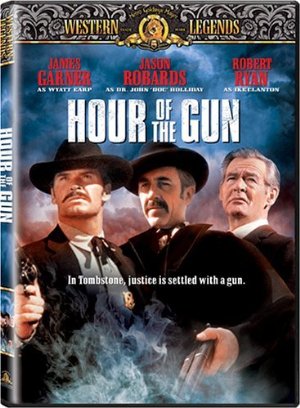 WESTERN LEGENDS
JAMES GARNER
AS WYATT EARP
JASON ROBARDS
AS DR. JOHN 'DOC' HOLLIDAY
ROBERT RYAN
AS IKE CLANTON
HOUR OF THE GUN
In Tombstone, justice is settled with a gun.
HOUR OF THE GUN
DVD